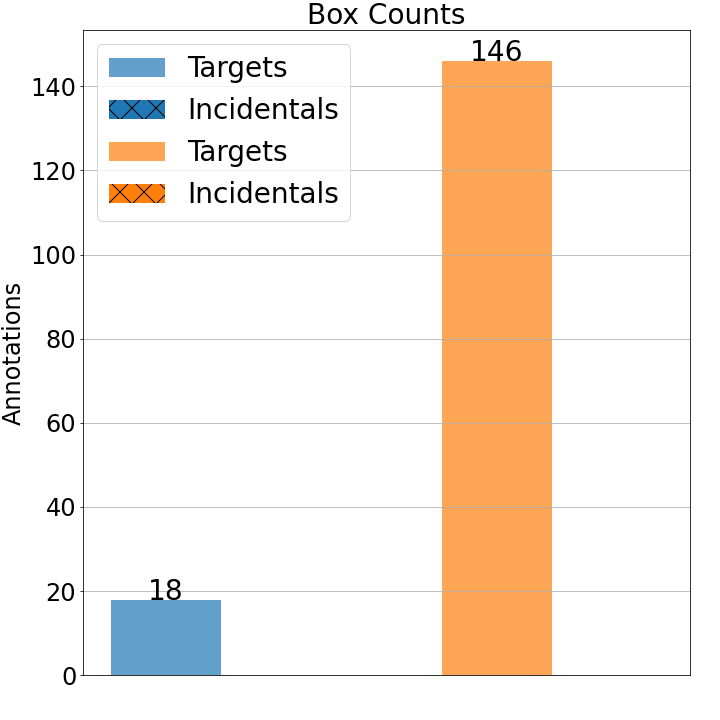 Box Counts
146
Targets
Incidentals
Targets
Incidentals
140
120
100
80
60
40
20
0
Annotations
18